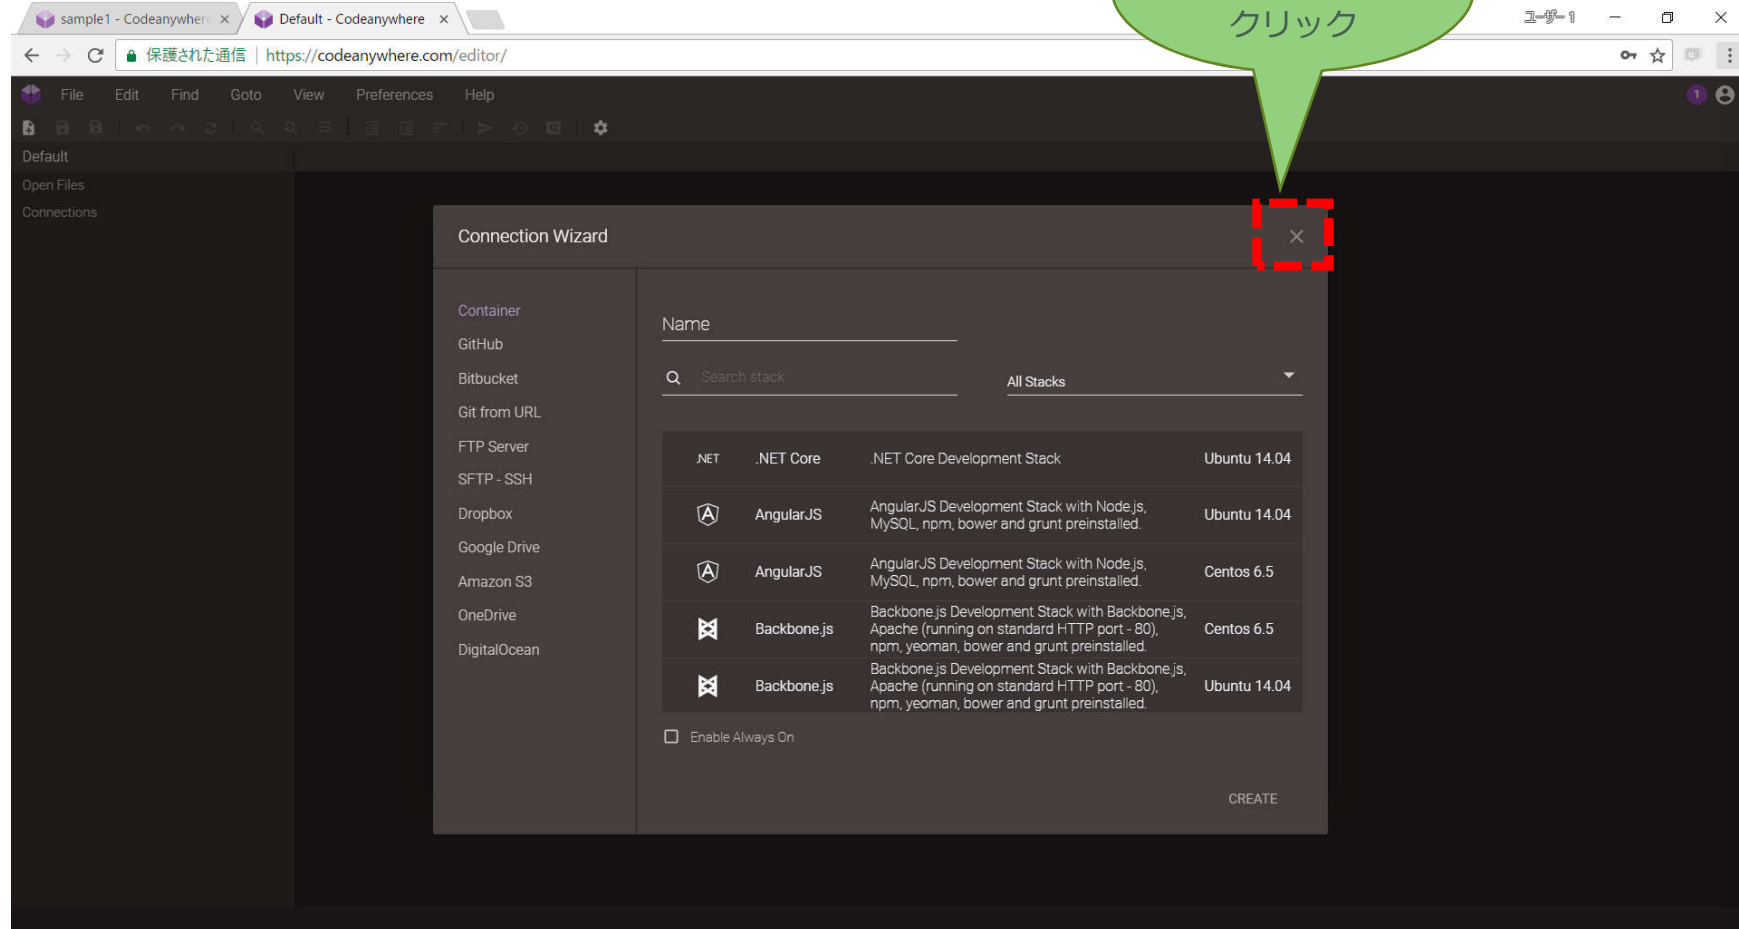 sample1 - Codeanywhere
Default - Codeanywhere
クリック
ユーザー 1
保護された通信
https://codeanywhere.com/editor/
File Edit Find Goto View Preferences Help
1
Default
Open Files
Connections
Connection Wizard
Container
GitHub
Bitbucket
Git from URL
FTP Server
SFTP - SSH
Dropbox
Google Drive
Amazon S3
OneDrive
DigitalOcean
Name
Search stack
All Stacks
.NET .NET Core .NET Core Development Stack Ubuntu 14.04
AngularJS AngularJS Development Stack with Node.js,
MySQL, npm, bower and grunt preinstalled. Ubuntu 14.04
AngularJS AngularJS Development Stack with Node.js,
MySQL, npm, bower and grunt preinstalled. Centos 6.5
Backbone.js Backbone.js Development Stack with Backbone.js,
Apache (running on standard HTTP port - 80),
npm, yeoman, bower and grunt preinstalled. Centos 6.5
Backbone.js Backbone.js Development Stack with Backbone.js,
Apache (running on standard HTTP port - 80),
npm, yeoman, bower and grunt preinstalled. Ubuntu 14.04
Enable Always On
CREATE